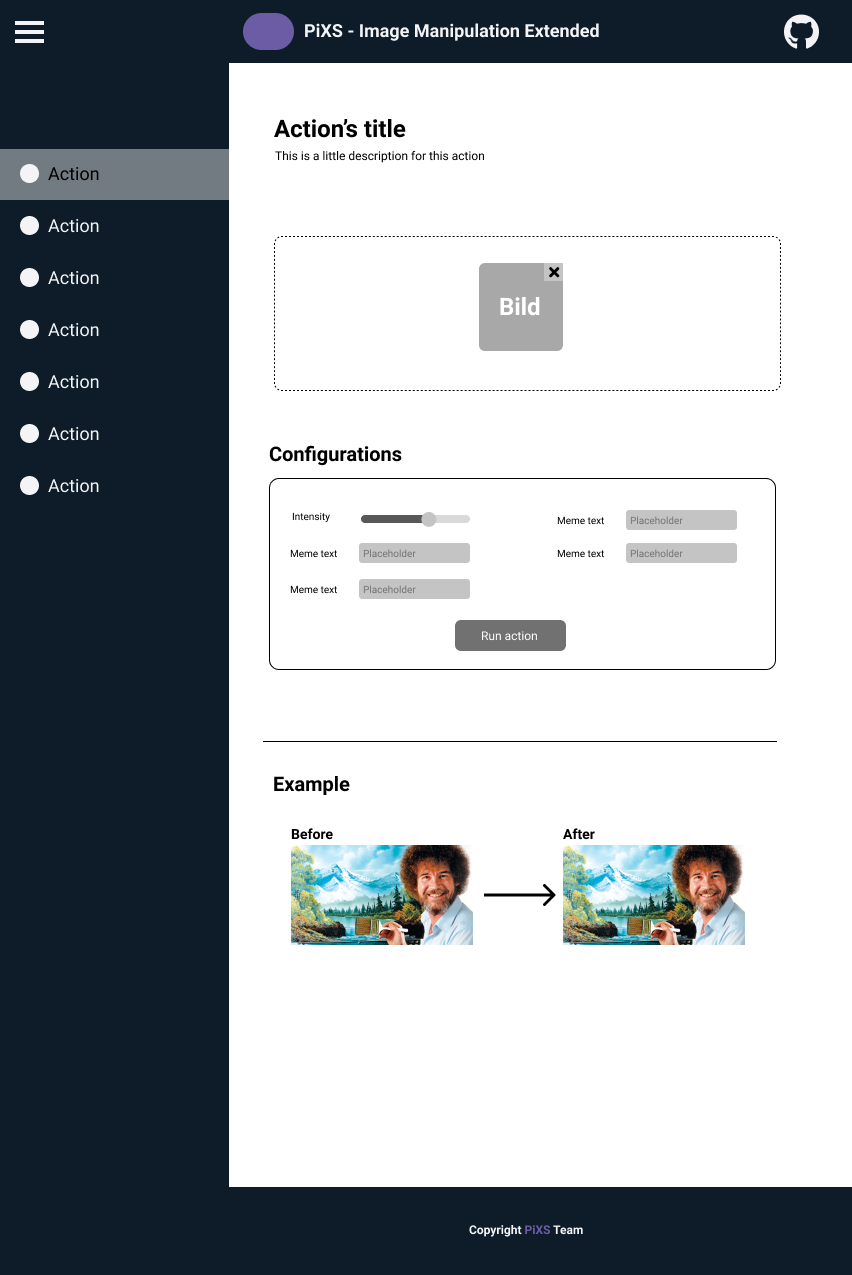 PiXS - Image Manipulation Extended
Action
Action
Action
Action
Action
Action
Action
Action’s title
This is a little description for this action
Bild
Configurations
Intensity
Meme text Placeholder
Meme text Placeholder
Meme text Placeholder
Meme text Placeholder
Run action
Example
Before
After
Copyright PiXS Team